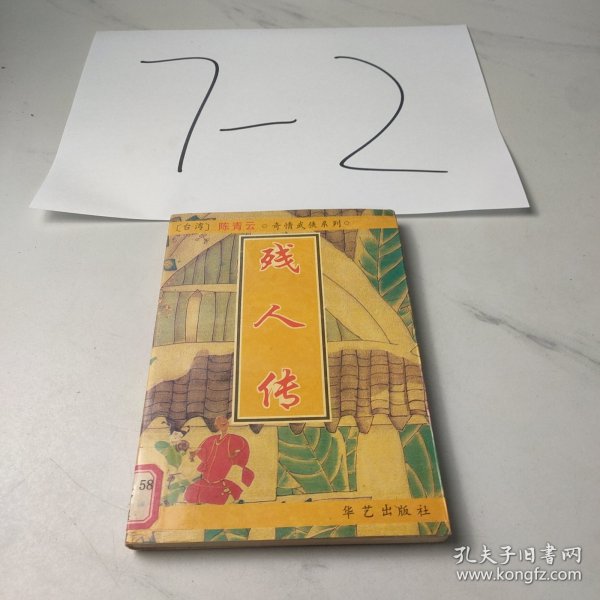 7-2
[台湾] 陈青云 ○奇情武侠系列○
残人传
58
华艺出版社
孔夫子旧书网
www.kongfz.com